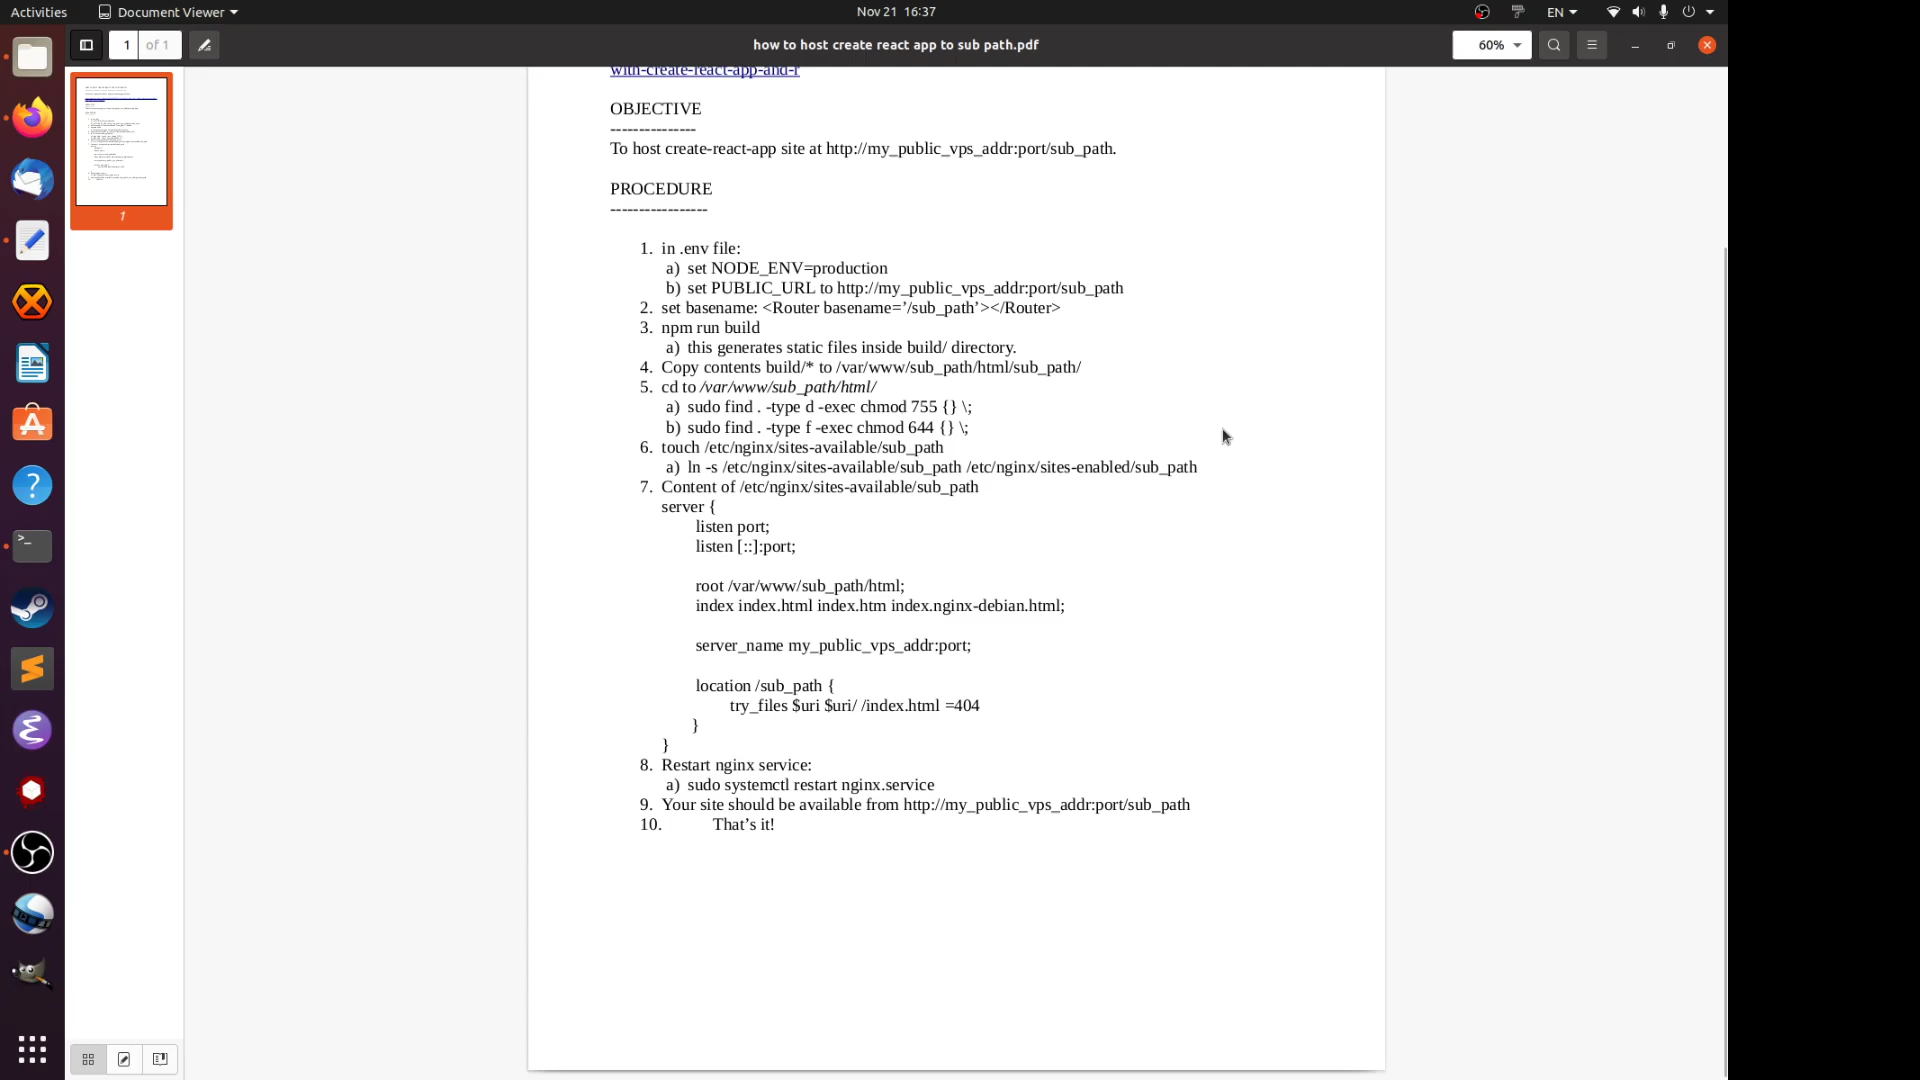 Activities
Document Viewer
Nov 21 16:37
EN
1 of 1
how to host create react app to sub path.pdf
60%
1
with-create-react-app-and-r
OBJECTIVE
---------------
To host create-react-app site at http://my_public_vps_addr:port/sub_path.
PROCEDURE
-----------------
1. in .env file:
a) set NODE_ENV=production
b) set PUBLIC_URL to http://my_public_vps_addr:port/sub_path
2. set basename: <Router basename=’/sub_path’></Router>
3. npm run build
a) this generates static files inside build/ directory.
4. Copy contents build/* to /var/www/sub_path/html/sub_path/
5. cd to /var/www/sub_path/html/
a) sudo find . -type d -exec chmod 755 {} \;
b) sudo find . -type f -exec chmod 644 {} \;
6. touch /etc/nginx/sites-available/sub_path
a) ln -s /etc/nginx/sites-available/sub_path /etc/nginx/sites-enabled/sub_path
7. Content of /etc/nginx/sites-available/sub_path
server {
listen port;
listen [::]:port;
root /var/www/sub_path/html;
index index.html index.htm index.nginx-debian.html;
server_name my_public_vps_addr:port;
location /sub_path {
try_files $uri $uri/ /index.html =404
}
}
8. Restart nginx service:
a) sudo systemctl restart nginx.service
9. Your site should be available from http://my_public_vps_addr:port/sub_path
10. That’s it!